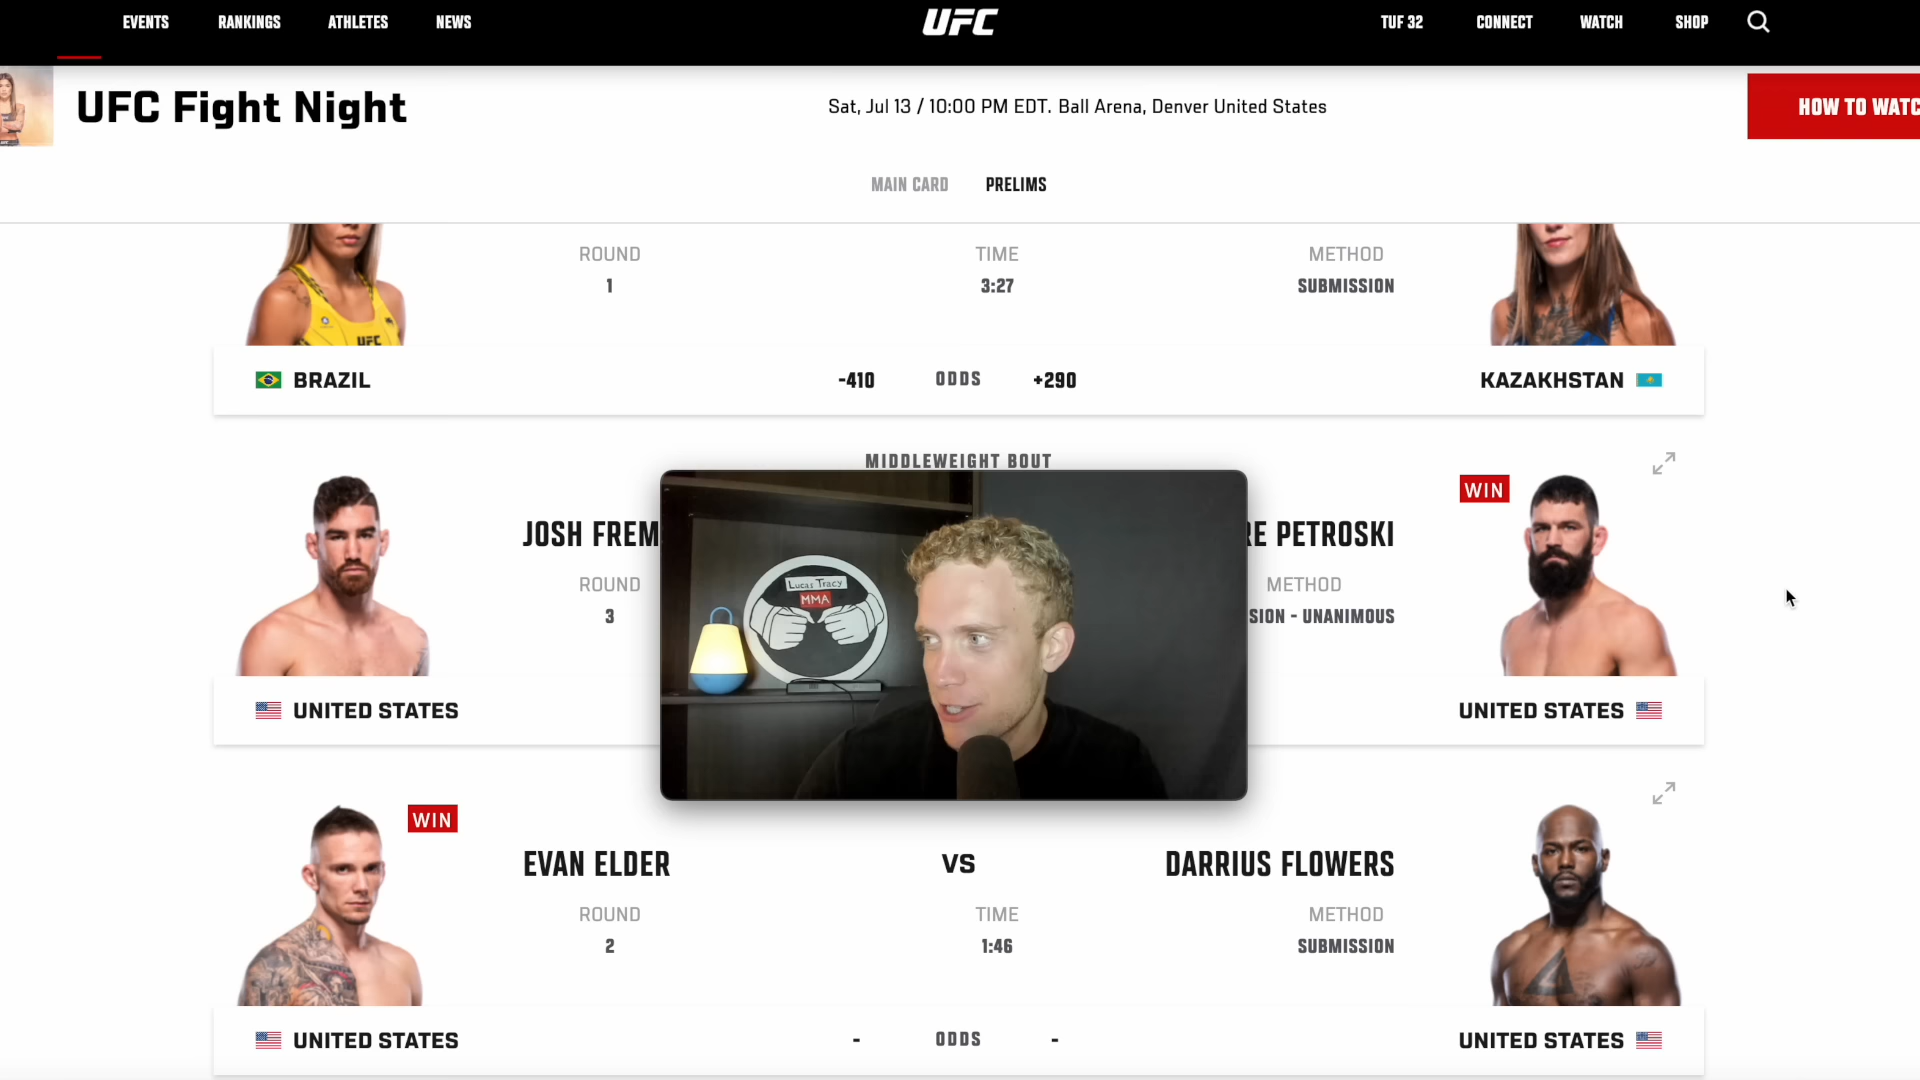 EVENTS RANKINGS ATHLETES NEWS UFC TUF 32 CONNECT WATCH SHOP
UFC Fight Night
Sat, Jul 13 / 10:00 PM EDT. Ball Arena, Denver United States
HOW TO WATC
MAIN CARD PRELIMS
ROUND TIME METHOD
1 3:27 SUBMISSION
UFC
BRAZIL -410 ODDS +290 KAZAKHSTAN
MIDDLEWEIGHT BOUT
WIN
JOSH FREM RE PETROSKI
ROUND METHOD
3 SION - UNANIMOUS
Lucas Tracy
MMA
UNITED STATES UNITED STATES
WIN
EVAN ELDER VS DARRIUS FLOWERS
ROUND TIME METHOD
2 1:46 SUBMISSION
UNITED STATES - ODDS - UNITED STATES